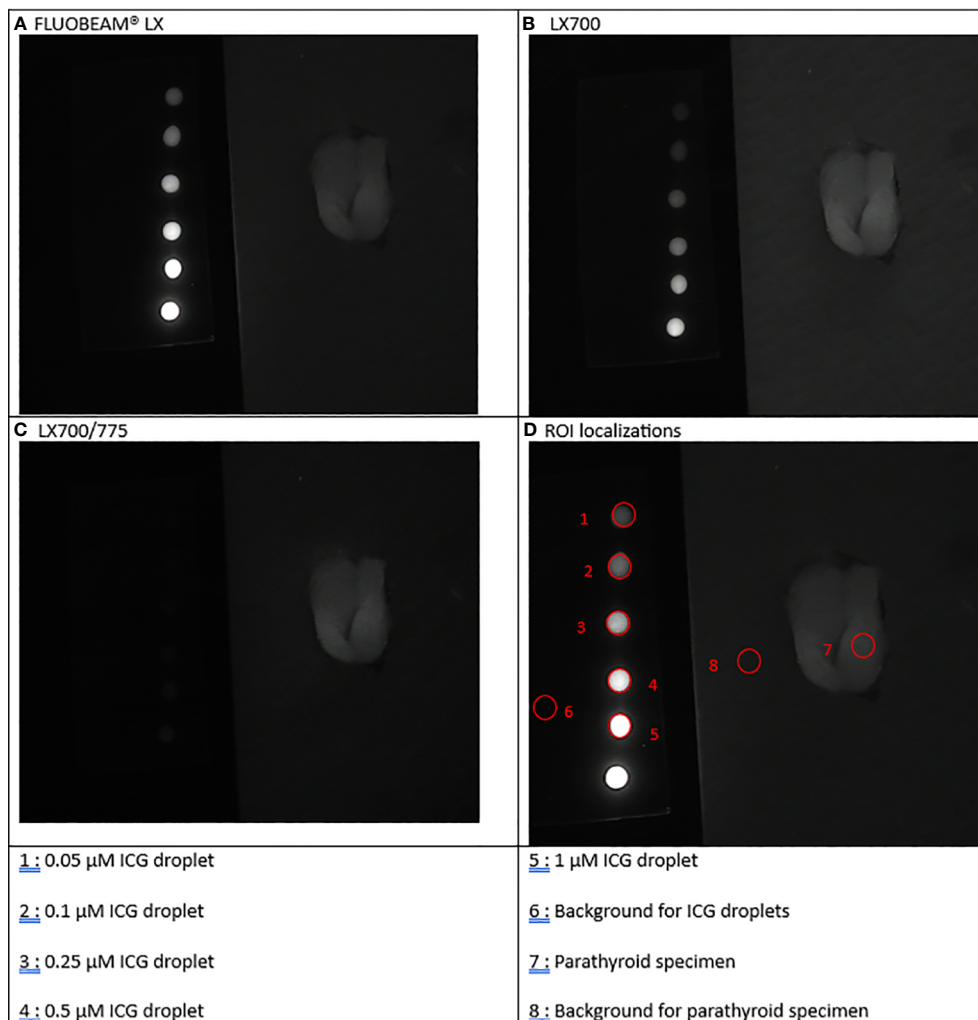 A FLUOBEAM® LX
B LX700
C LX700/775
D ROI localizations
1
2
3
4
5
6
7
8
1 : 0.05 µM ICG droplet
2 : 0.1 µM ICG droplet
3 : 0.25 µM ICG droplet
4 : 0.5 µM ICG droplet
5 : 1 µM ICG droplet
6 : Background for ICG droplets
7 : Parathyroid specimen
8 : Background for parathyroid specimen